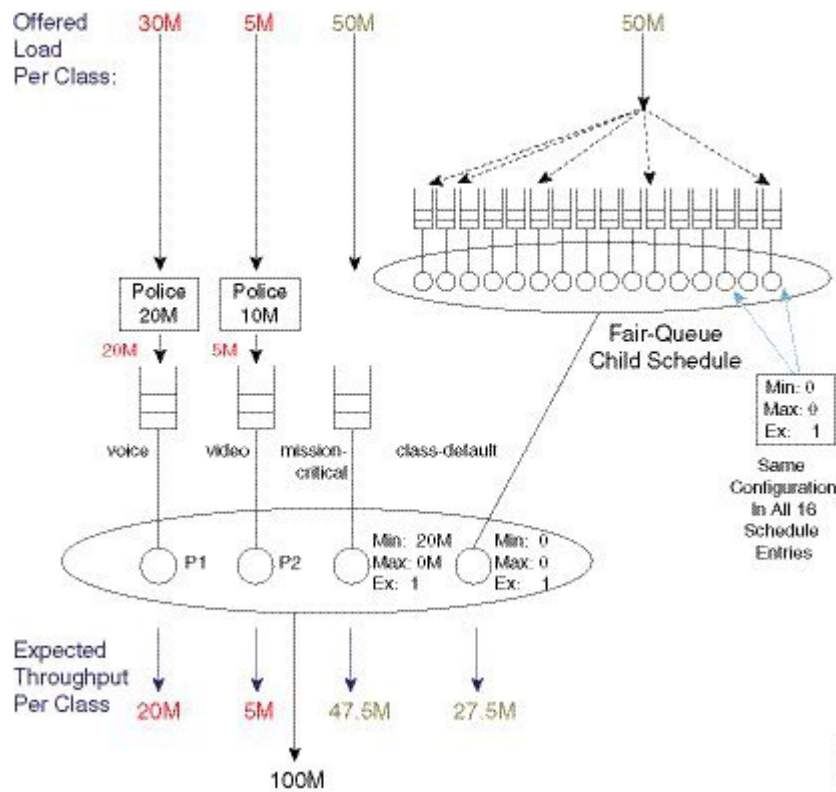 Offered
Load
Per Class:
30M
5M
50M
50M
Police
20M
Police
10M
20M
5M
Fair-Queue
Child Schedule
Min: 0
Max: 0
Ex: 1
Same
Configuration
In All 16
Schedule
Entries
voice
video
mission-
critical
class-default
P1
P2
Min: 20M
Max: 0M
Ex: 1
Min: 0
Max: 0
Ex: 1
Expected
Throughput
Per Class
20M
5M
47.5M
27.5M
100M